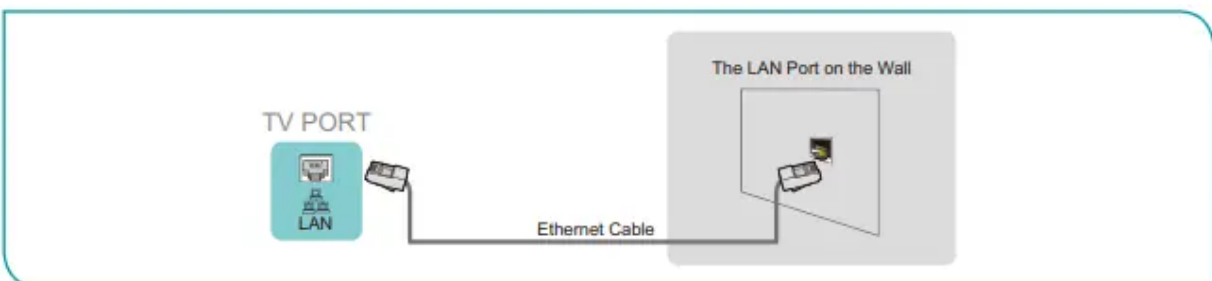 The LAN Port on the Wall
TV PORT
LAN
Ethernet Cable